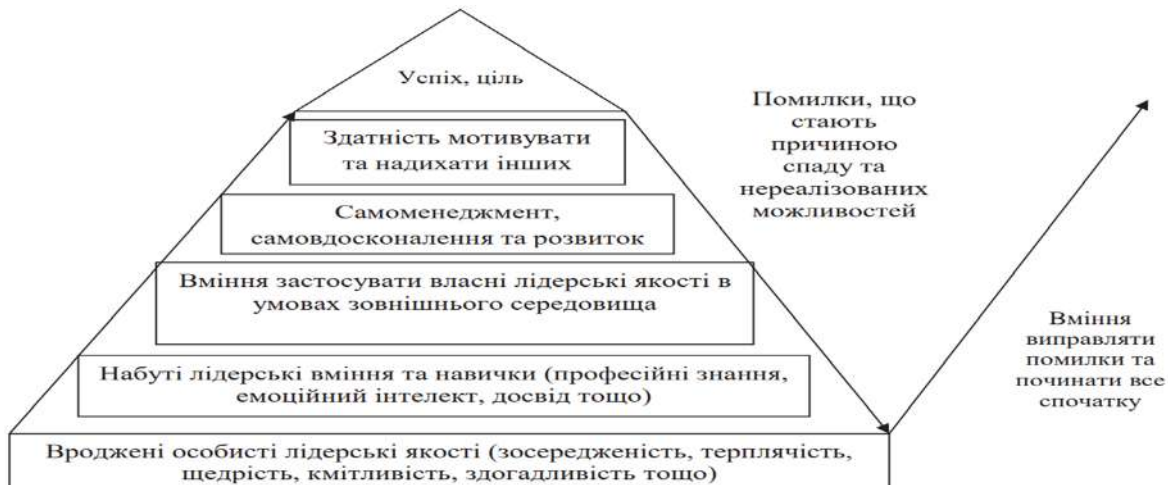 Успіх, ціль
Здатність мотивувати
та надихати інших
Самоменеджмент,
самовдосконалення та розвиток
Вміння застосувати власні лідерські якості в
умовах зовнішнього середовища
Набуті лідерські вміння та навички (професійні знання,
емоційний інтелект, досвід тощо)
Вроджені особисті лідерські якості (зосередженість, терплячість,
щедрість, кмітливість, здогадливість тощо)
Помилки, що
стають
причиною
спаду та
нереалізованих
можливостей
Вміння
виправляти
помилки та
починати все
спочатку